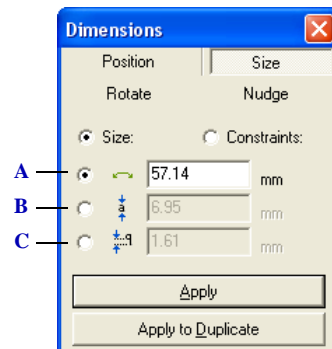 Dimensions
Position Size
Rotate Nudge
Size: Constraints:
A 57.14 mm
B a 6.95 mm
C 1.61 mm
Apply
Apply to Duplicate